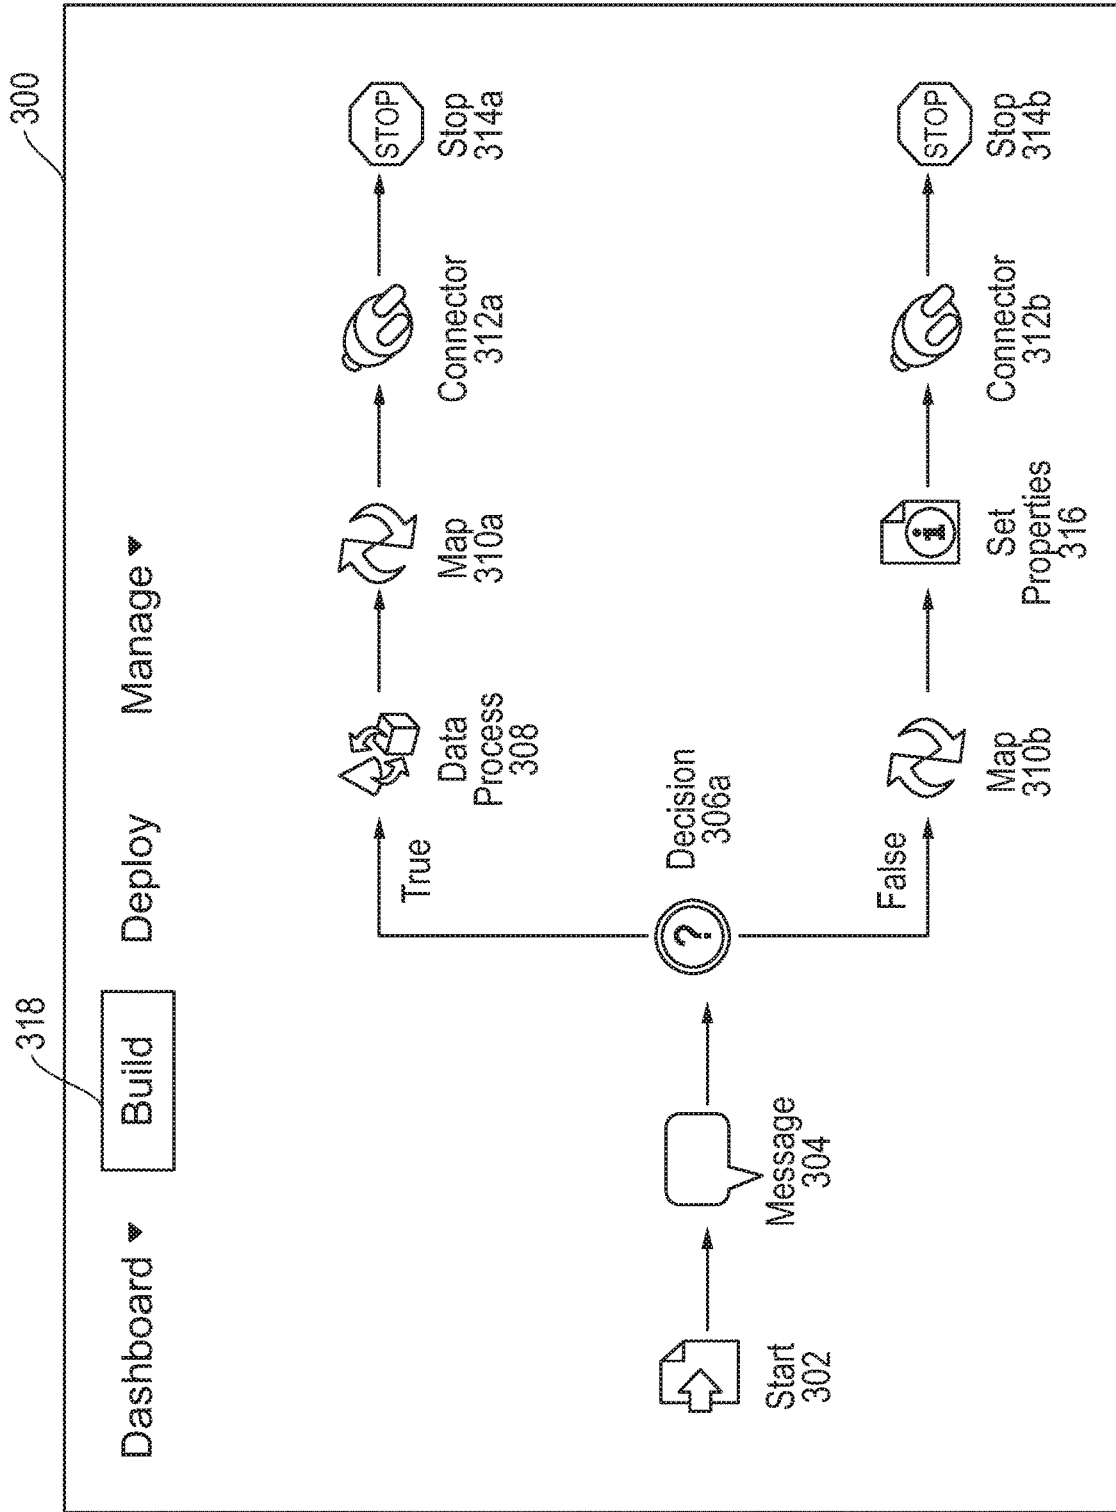 300
318
Dashboard ▼
Build
Deploy
Manage ▼
True
Data
Process
308
Map
310a
Connector
312a
STOP
Stop
314a
Start
302
Message
304
?
Decision
306a
False
Map
310b
i
Set
Properties
316
Connector
312b
STOP
Stop
314b